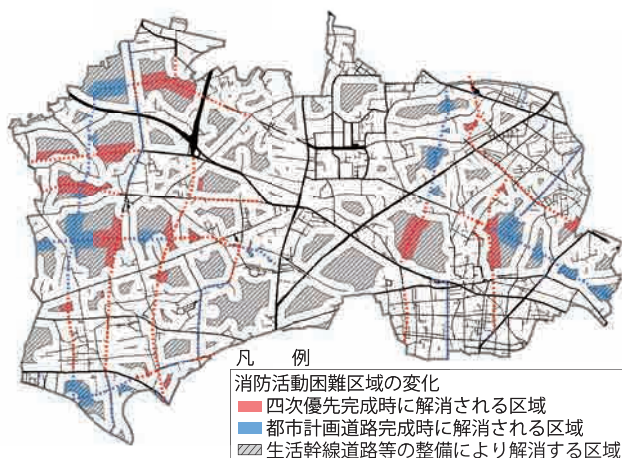 凡 例
消防活動困難区域の変化
四次優先完成時に解消される区域
都市計画道路完成時に解消される区域
生活幹線道路等の整備により解消する区域